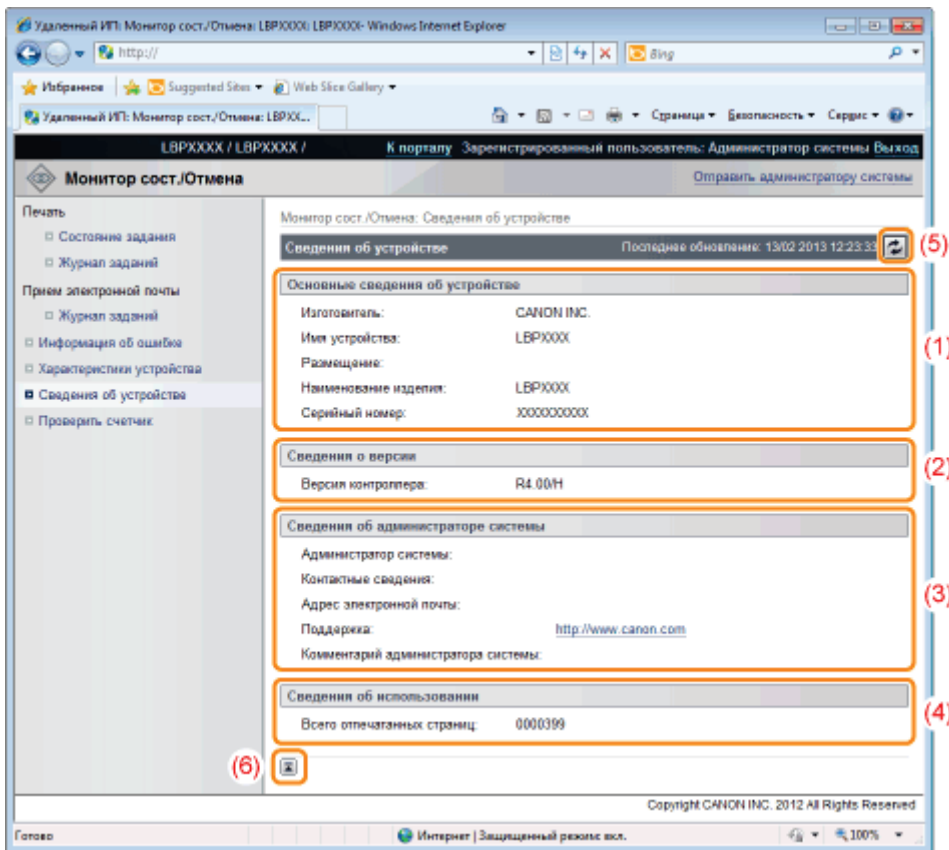 Удаленный ИП: Монитор сост./Отмена: LBPXXXX: LBPXXXX- Windows Internet Explorer
http://
Bing
Избранное Suggested Sites Web Slice Gallery
Удаленный ИП: Монитор сост./Отмена: LBPXX... Страница Безопасность Сервис
LBPXXXX / LBPXXXX / К порталу Зарегистрированный пользователь: Администратор системы Выход
Монитор сост./Отмена Отправить администратору системы
Печать
Состояние задания
Журнал заданий
Прием электронной почты
Журнал заданий
Информация об ошибке
Характеристики устройства
Сведения об устройстве
Проверить счетчик
Монитор сост./Отмена: Сведения об устройстве
Сведения об устройстве Последнее обновление: 13/02 2013 12:23:33 (5)
Основные сведения об устройстве
Изготовитель: CANON INC.
Имя устройства: LBPXXXX
(1)
Размещение:
Наименование изделия: LBPXXXX
Серийный номер: XXXXXXXXXX
Сведения о версии
(2)
Версия контроллера: R4.00/H
Сведения об администраторе системы
Администратор системы:
Контактные сведения:
Адрес электронной почты:
(3)
Поддержка: http://www.canon.com
Комментарий администратора системы:
Сведения об использовании
(4)
Всего отпечатанных страниц: 0000399
(6)
Copyright CANON INC. 2012 All Rights Reserved
Готово Интернет | Защищенный режим: вкл. 100%